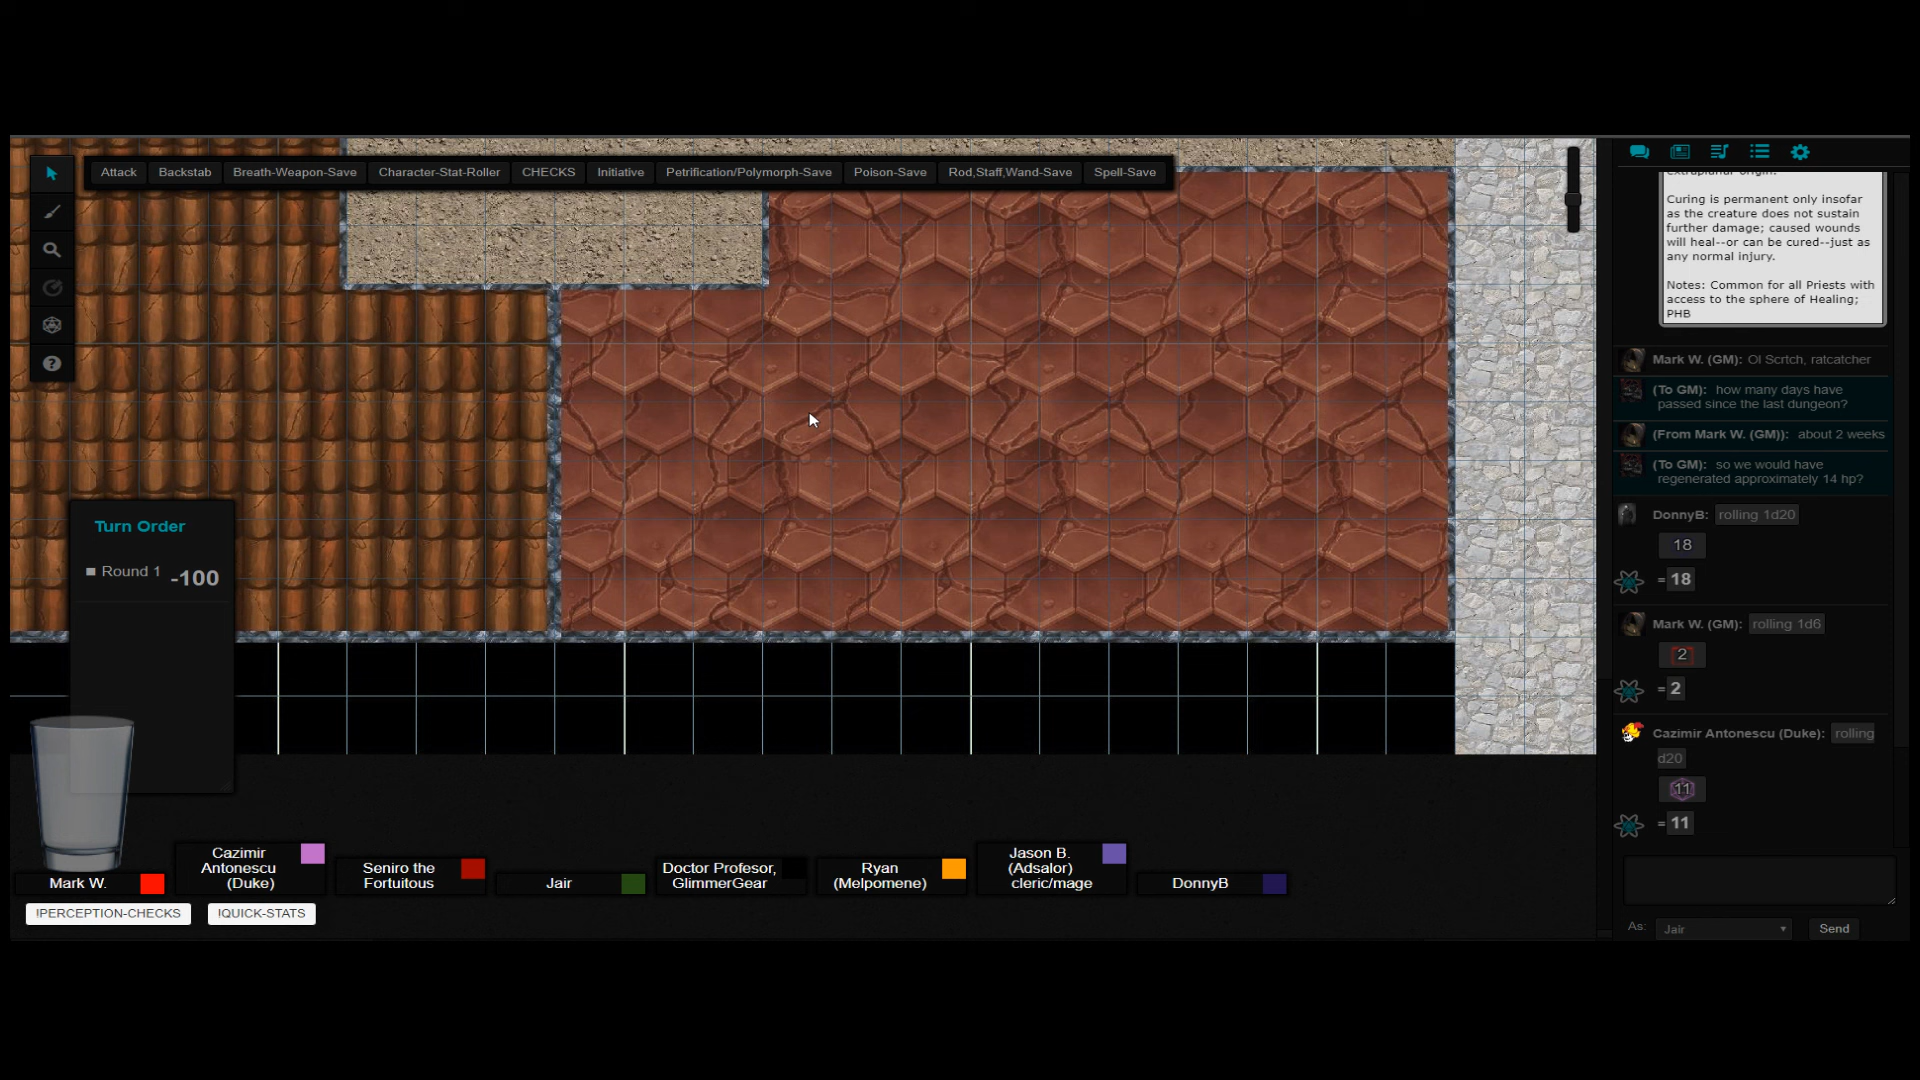 Attack Backstab Breath-Weapon-Save Character-Stat-Roller CHECKS Initiative Petrification/Polymorph-Save Poison-Save Rod,Staff,Wand-Save Spell-Save
Turn Order
Round 1 -100
Mark W.
Cazimir
Antonescu
(Duke)
Seniro the
Fortuitous
Jair
Doctor Profesor,
GlimmerGear
Ryan
(Melpomene)
Jason B.
(Adsalor)
cleric/mage
DonnyB
!PERCEPTION-CHECKS !QUICK-STATS
extraplanar origin.
Curing is permanent only insofar
as the creature does not sustain
further damage; caused wounds
will heal--or can be cured--just as
any normal injury.
Notes: Common for all Priests with
access to the sphere of Healing;
PHB
Mark W. (GM): Ol Scrtch, ratcatcher
(To GM): how many days have
passed since the last dungeon?
(From Mark W. (GM)): about 2 weeks
(To GM): so we would have
regenerated approximately 14 hp?
DonnyB: rolling 1d20
18
=18
Mark W. (GM): rolling 1d6
2
=2
Cazimir Antonescu (Duke): rolling
d20
11
=11
As: Jair Send